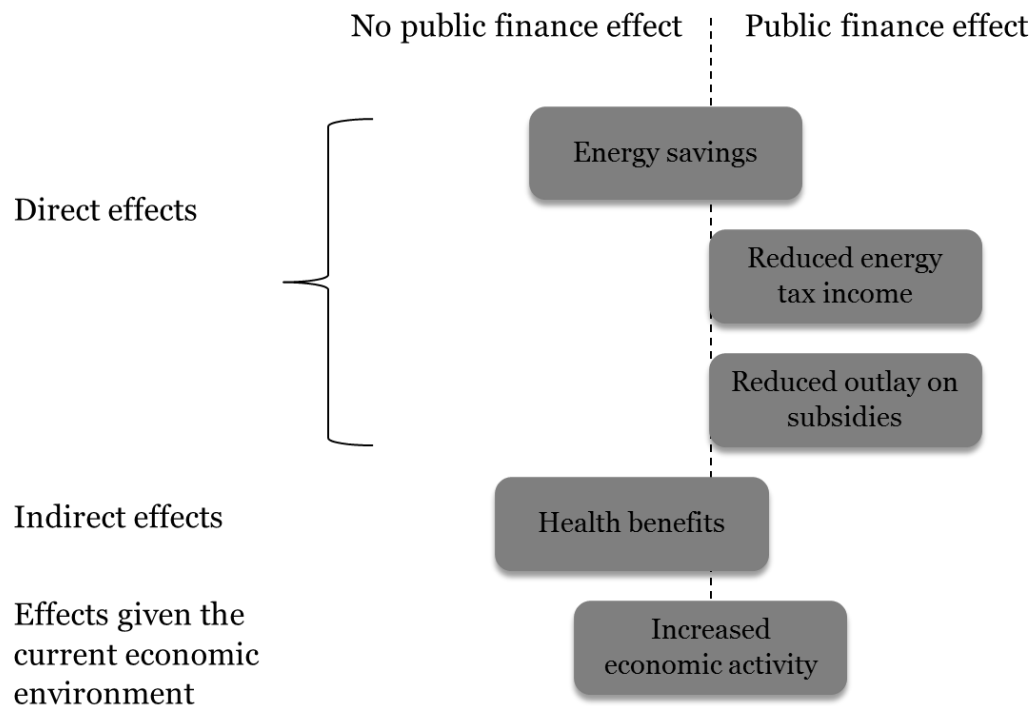 No public finance effect
Public finance effect
Direct effects
Energy savings
Reduced energy
tax income
Reduced outlay on
subsidies
Indirect effects
Health benefits
Effects given the
current economic
environment
Increased
economic activity